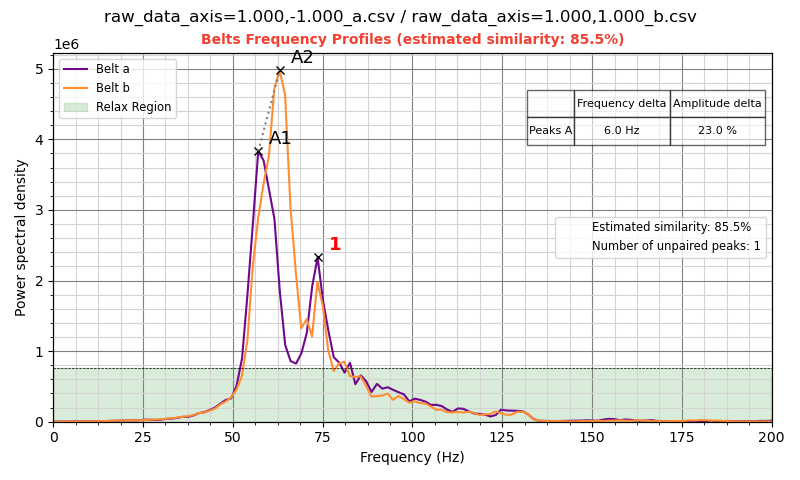 raw_data_axis=1.000,-1.000_a.csv / raw_data_axis=1.000,1.000_b.csv
Belts Frequency Profiles (estimated similarity: 85.5%)
1e6
Belt a
Belt b
Relax Region
A2
A1
1
Frequency delta Amplitude delta
Peaks A 6.0 Hz 23.0 %
Estimated similarity: 85.5%
Number of unpaired peaks: 1
Power spectral density
5
4
3
2
1
0
0 25 50 75 100 125 150 175 200
Frequency (Hz)